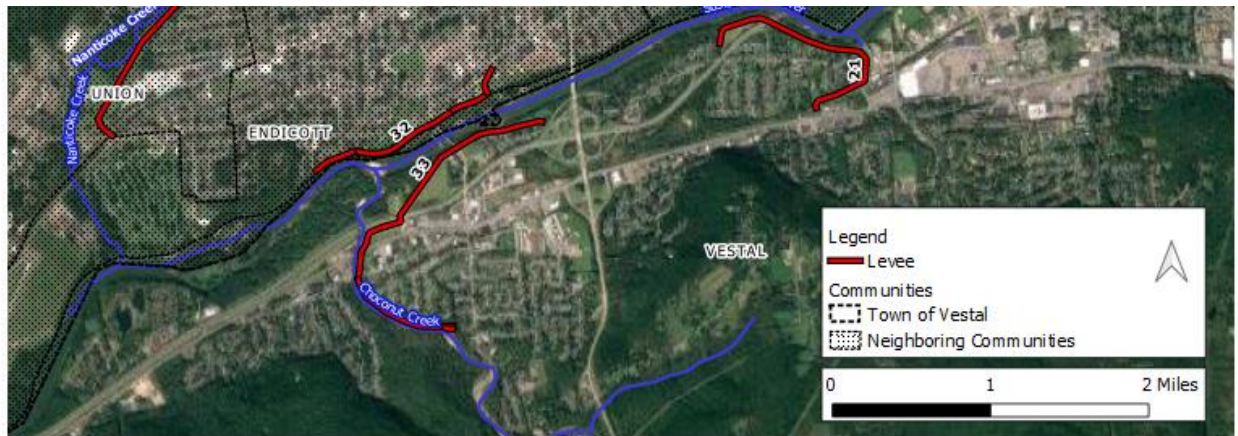 Nanticoke Creek
Nanticoke Creek
UNION
ENDICOTT
32
33
21
VESTAL
Choconut Creek
Legend
Levee
Communities
Town of Vestal
Neighboring Communities
0 1 2 Miles